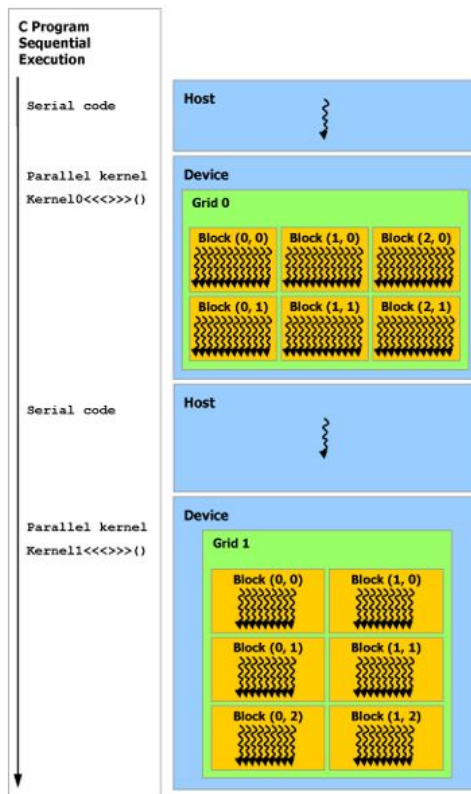 C Program
Sequential
Execution
Serial code
Host
Parallel kernel
Kernel0<<<>>>()
Device
Grid 0
Block (0, 0) Block (1, 0) Block (2, 0)
Block (0, 1) Block (1, 1) Block (2, 1)
Serial code
Host
Parallel kernel
Kernel1<<<>>>()
Device
Grid 1
Block (0, 0) Block (1, 0)
Block (0, 1) Block (1, 1)
Block (0, 2) Block (1, 2)